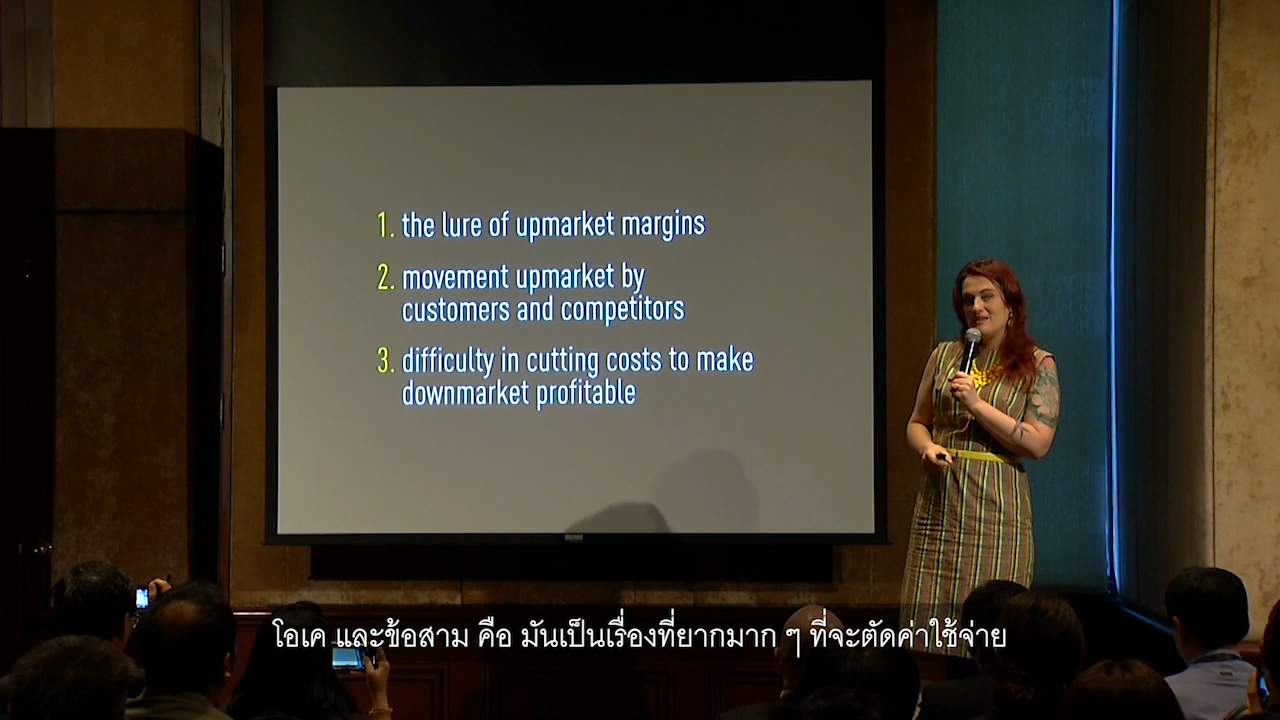 1. the lure of upmarket margins
2. movement upmarket by
customers and competitors
3. difficulty in cutting costs to make
downmarket profitable
โอเค และข้อสาม คือ มันเป็นเรื่องที่ยากมาก ๆ ที่จะตัดค่าใช้จ่าย